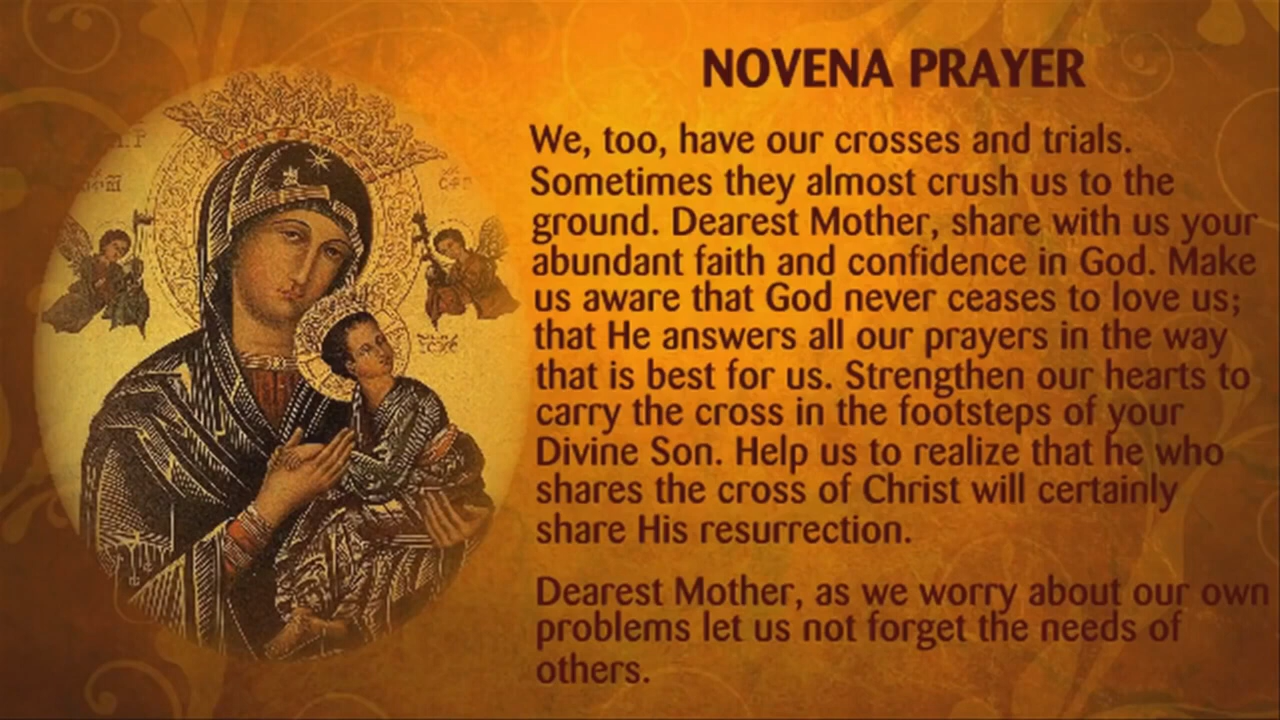 NOVENA PRAYER
We, too, have our crosses and trials.
Sometimes they almost crush us to the
ground. Dearest Mother, share with us your
abundant faith and confidence in God. Make
us aware that God never ceases to love us;
that He answers all our prayers in the way
that is best for us. Strengthen our hearts to
carry the cross in the footsteps of your
Divine Son. Help us to realize that he who
shares the cross of Christ will certainly
share His resurrection.
Dearest Mother, as we worry about our own
problems let us not forget the needs of
others.